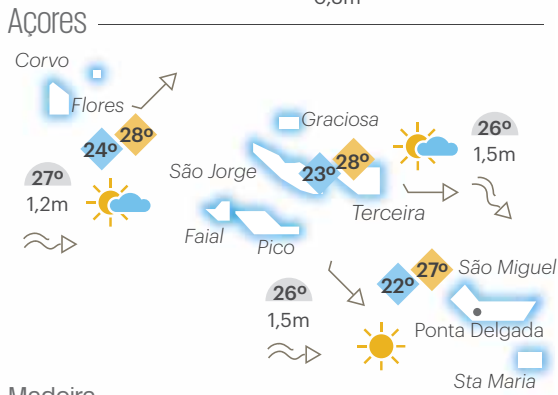 Açores
Corvo
Flores
24º 28º
27º
1,2m
Graciosa
São Jorge
23º 28º
Terceira
26º
1,5m
Faial
Pico
26º
1,5m
22º 27º
São Miguel
Ponta Delgada
Sta Maria